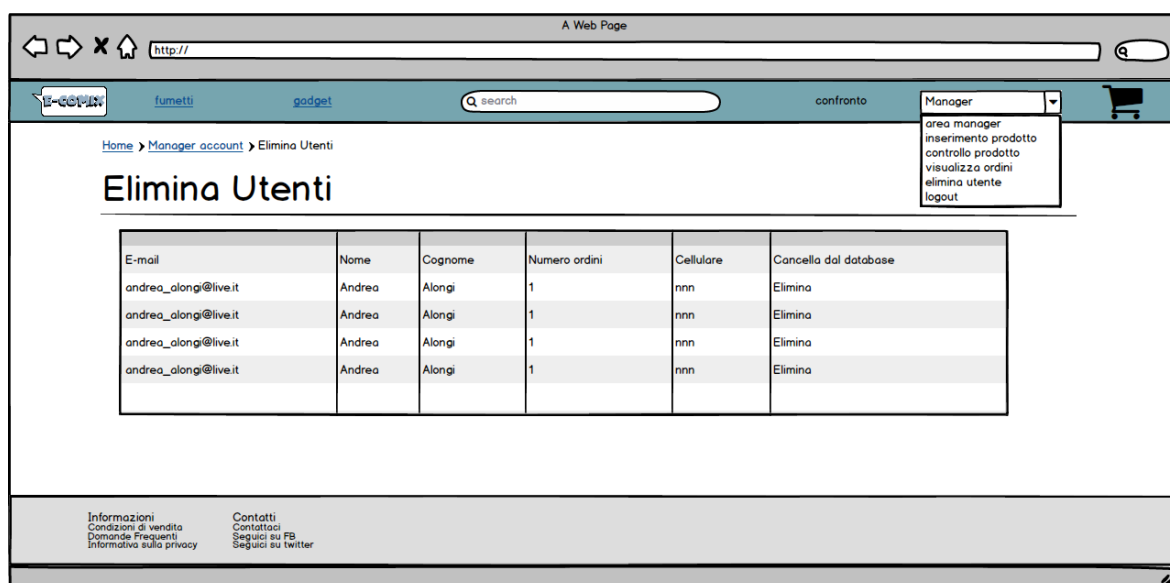 A Web Page
http://
E-COMIX
fumetti
gadget
search
confronto
Manager
area manager
inserimento prodotto
controllo prodotto
visualizza ordini
elimina utente
logout
Home > Manager account > Elimina Utenti
Elimina Utenti
E-mail Nome Cognome Numero ordini Cellulare Cancella dal database
andrea_alongi@live.it Andrea Alongi 1 nnn Elimina
andrea_alongi@live.it Andrea Alongi 1 nnn Elimina
andrea_alongi@live.it Andrea Alongi 1 nnn Elimina
andrea_alongi@live.it Andrea Alongi 1 nnn Elimina
Informazioni
Condizioni di vendita
Domande Frequenti
Informativa sulla privacy
Contatti
Contattaci
Seguici su FB
Seguici su twitter